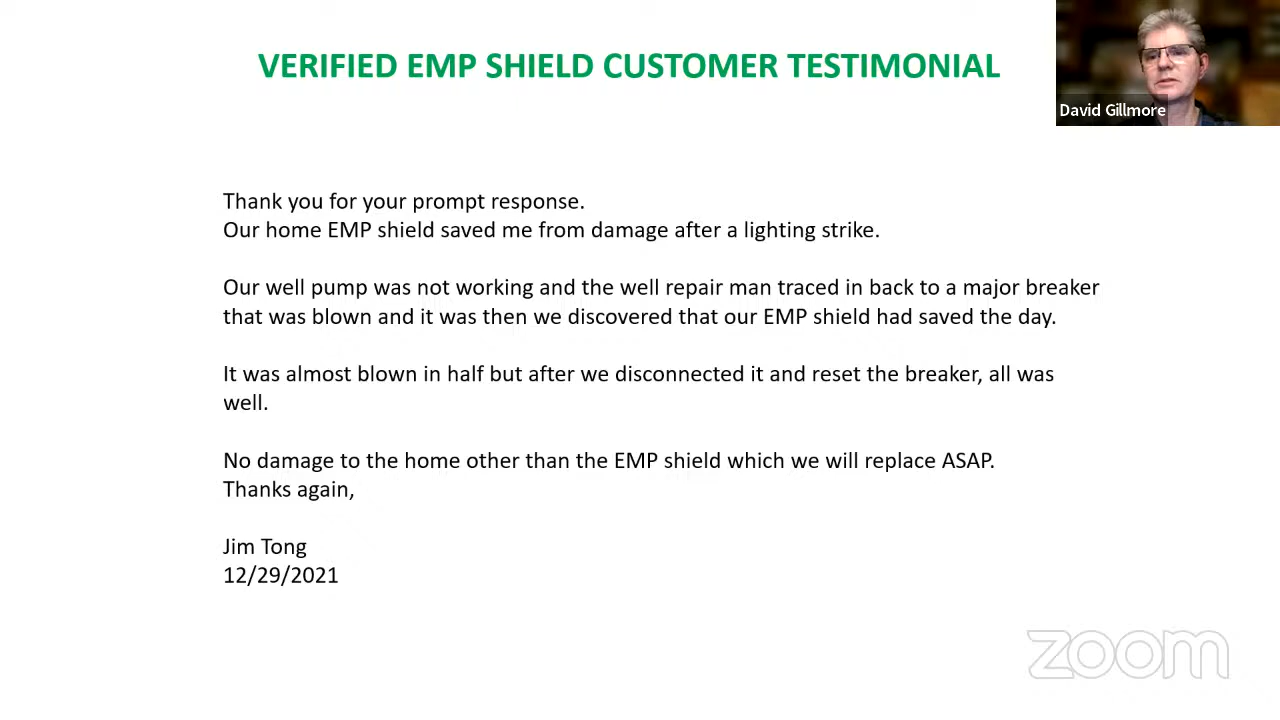 VERIFIED EMP SHIELD CUSTOMER TESTIMONIAL
David Gillmore
Thank you for your prompt response.
Our home EMP shield saved me from damage after a lighting strike.
Our well pump was not working and the well repair man traced in back to a major breaker
that was blown and it was then we discovered that our EMP shield had saved the day.
It was almost blown in half but after we disconnected it and reset the breaker, all was
well.
No damage to the home other than the EMP shield which we will replace ASAP.
Thanks again,
Jim Tong
12/29/2021
zoom